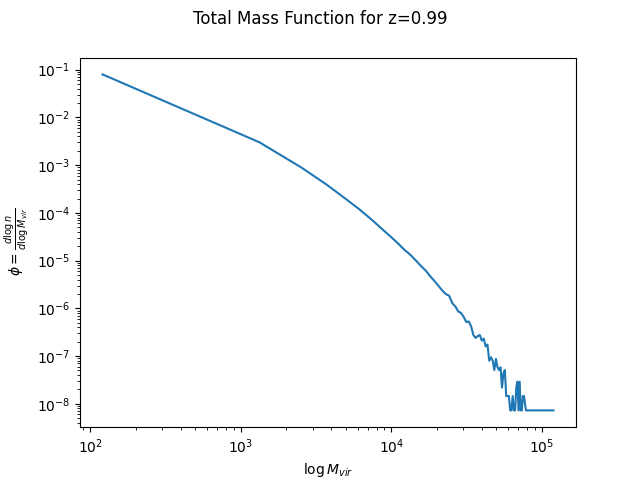 Total Mass Function for z=0.99
10⁻¹
10⁻²
10⁻³
10⁻⁴
10⁻⁵
10⁻⁶
10⁻⁷
10⁻⁸
ϕ = d log n / d log M_vir
10² 10³ 10⁴ 10⁵
log M_vir